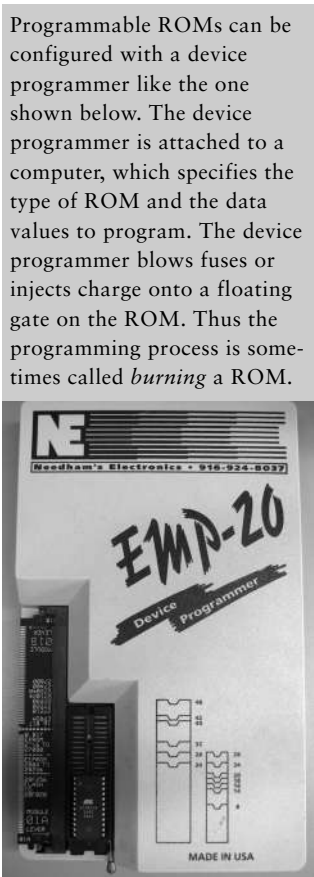 Programmable ROMs can be
configured with a device
programmer like the one
shown below. The device
programmer is attached to a
computer, which specifies the
type of ROM and the data
values to program. The device
programmer blows fuses or
injects charge onto a floating
gate on the ROM. Thus the
programming process is some-
times called burning a ROM.
NE
Needham's Electronics • 916-924-8037
EMP-20
Device
Programmer
MODULE
01A
LEVER
MADE IN USA